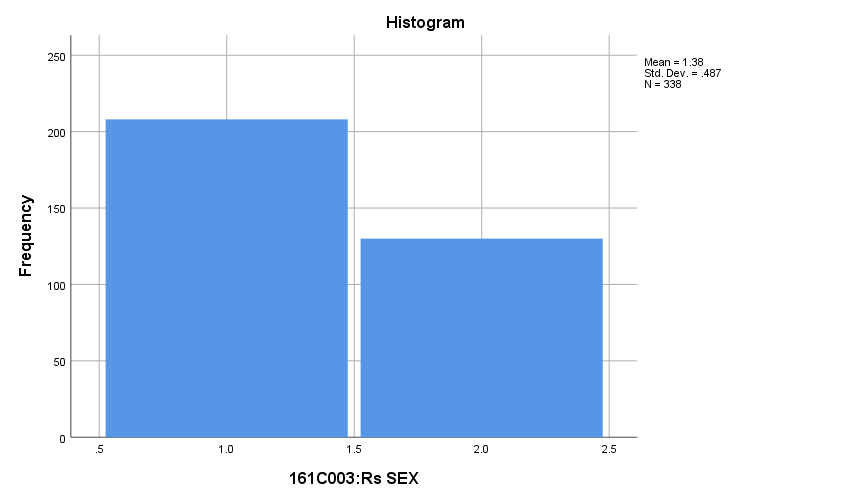 Histogram
Mean = 1.38
Std. Dev. = .487
N = 338
250
200
150
100
50
0
Frequency
.5 1.0 1.5 2.0 2.5
161C003:Rs SEX